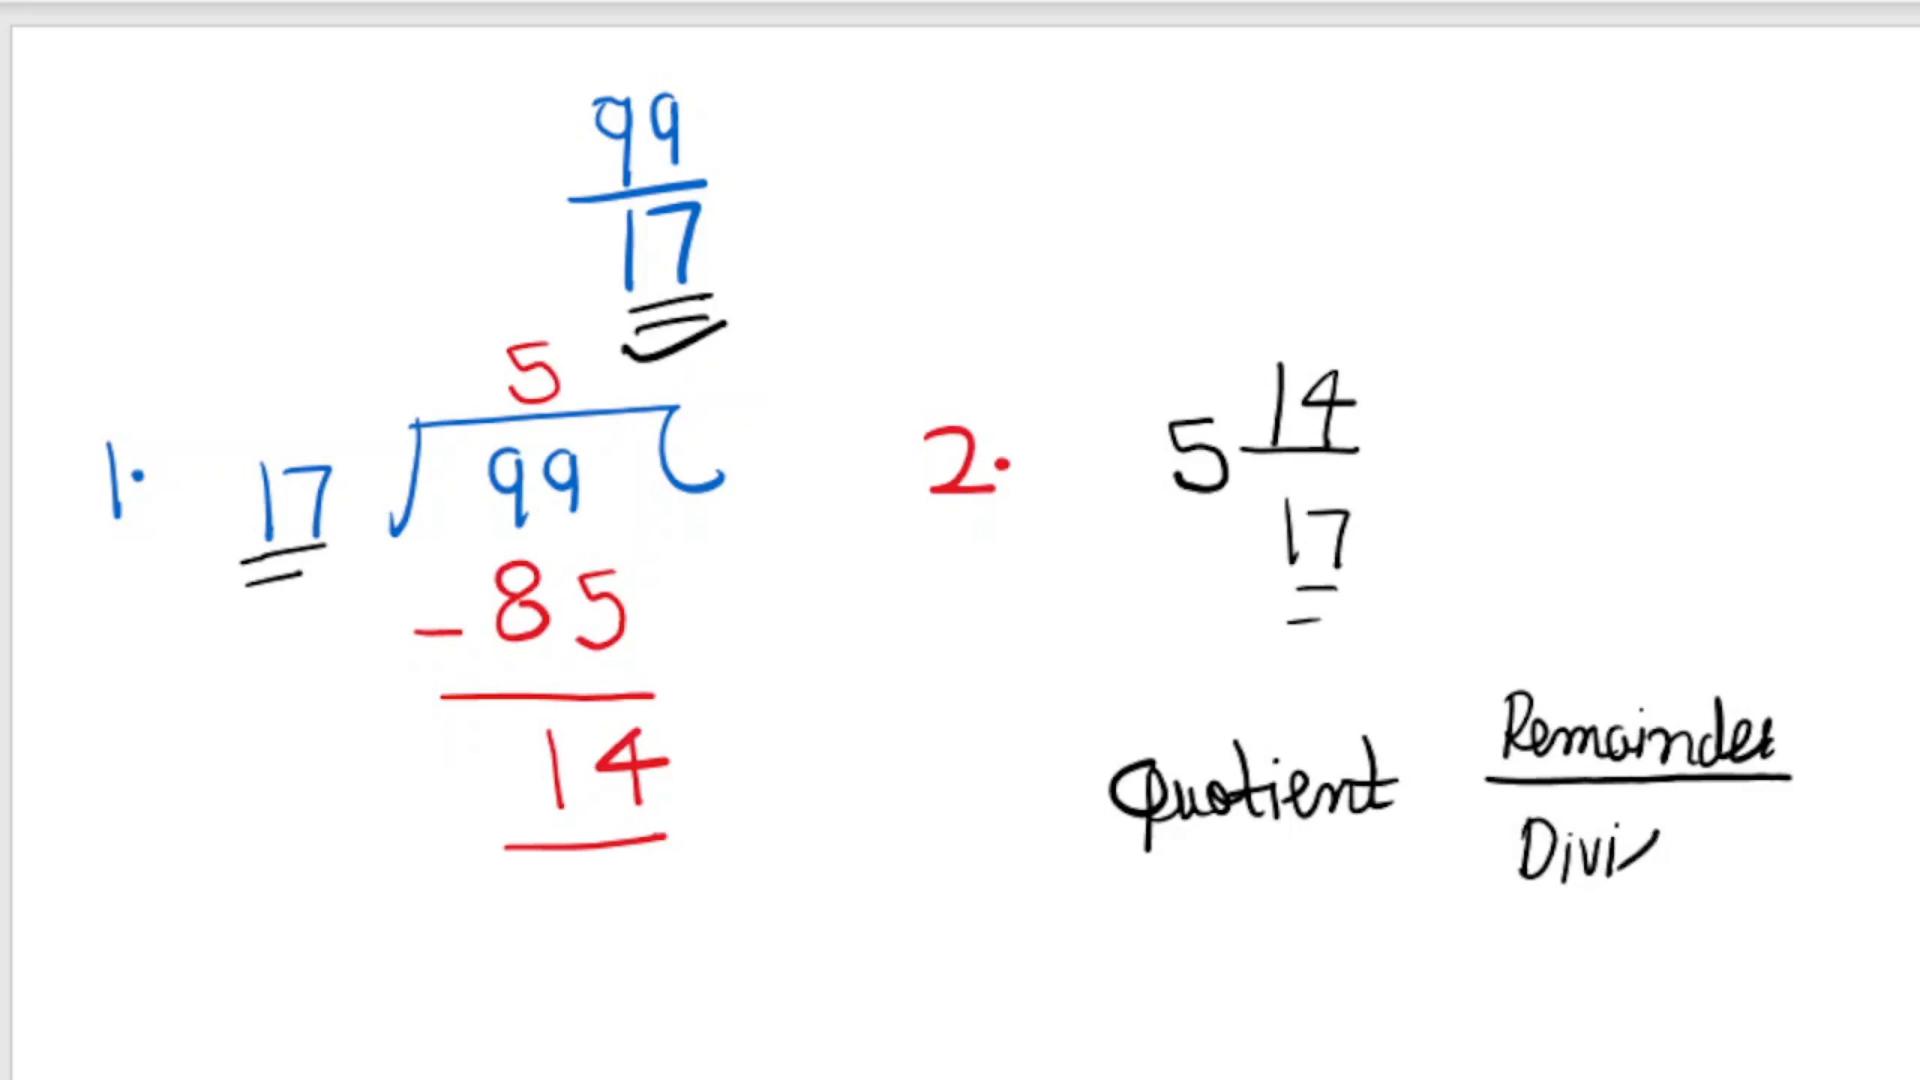 99
17
5
1. 17 99
- 85
14
2. 5 14
17
Quotient Remainder
Divi